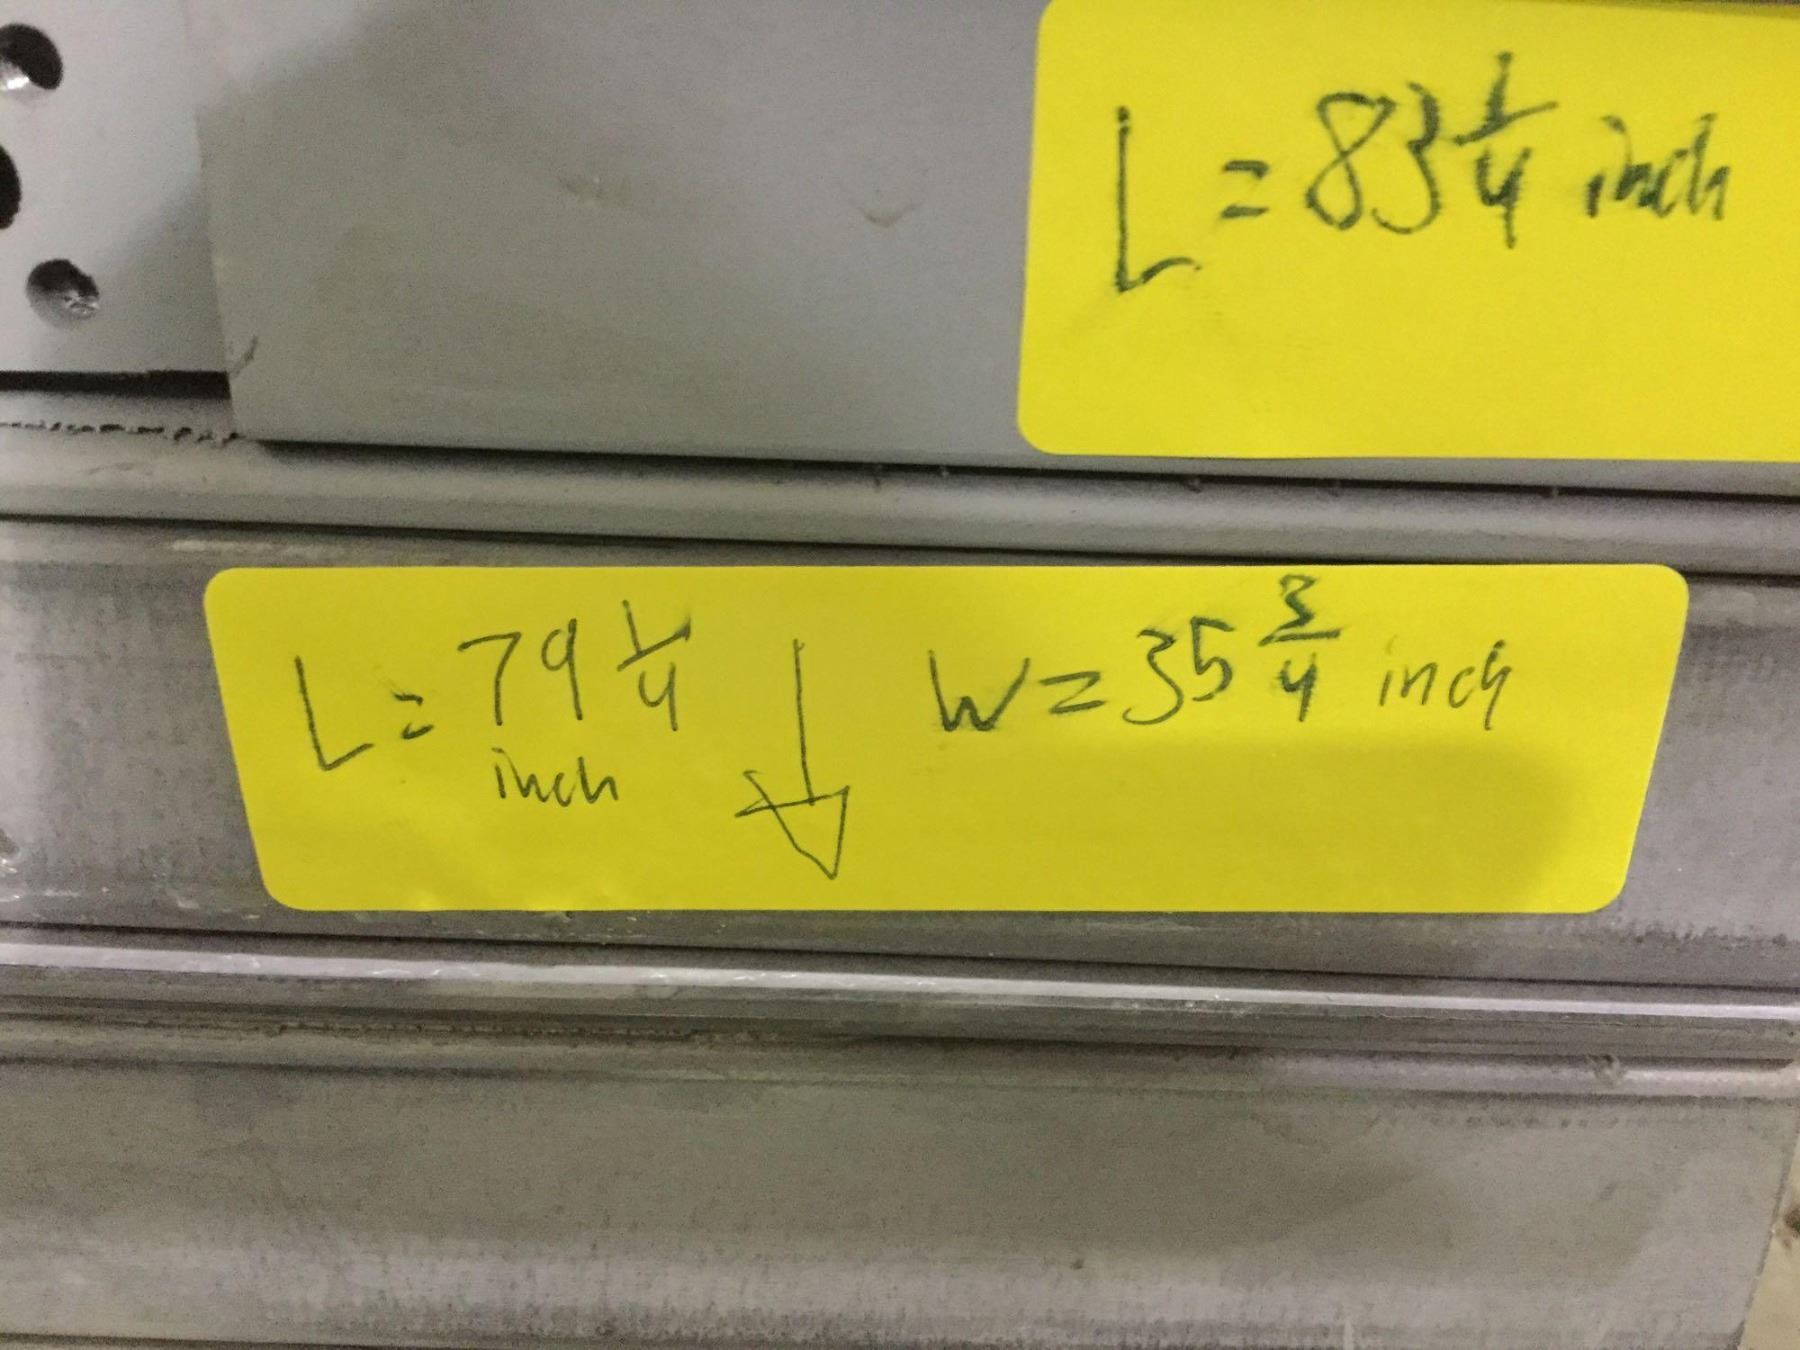 L = 83 1/4 inch
L = 79 1/4 ↓ W = 35 3/4 inch
inch